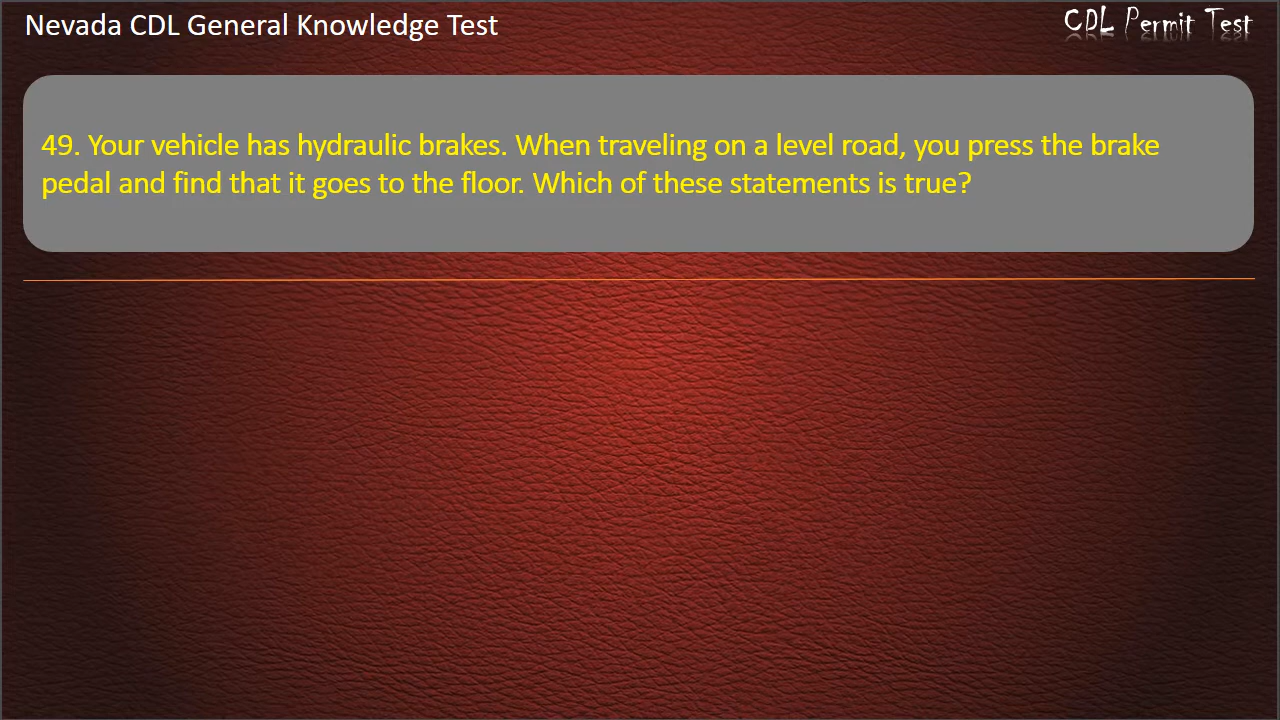 Nevada CDL General Knowledge Test
CDL Permit Test
49. Your vehicle has hydraulic brakes. When traveling on a level road, you press the brake
pedal and find that it goes to the floor. Which of these statements is true?